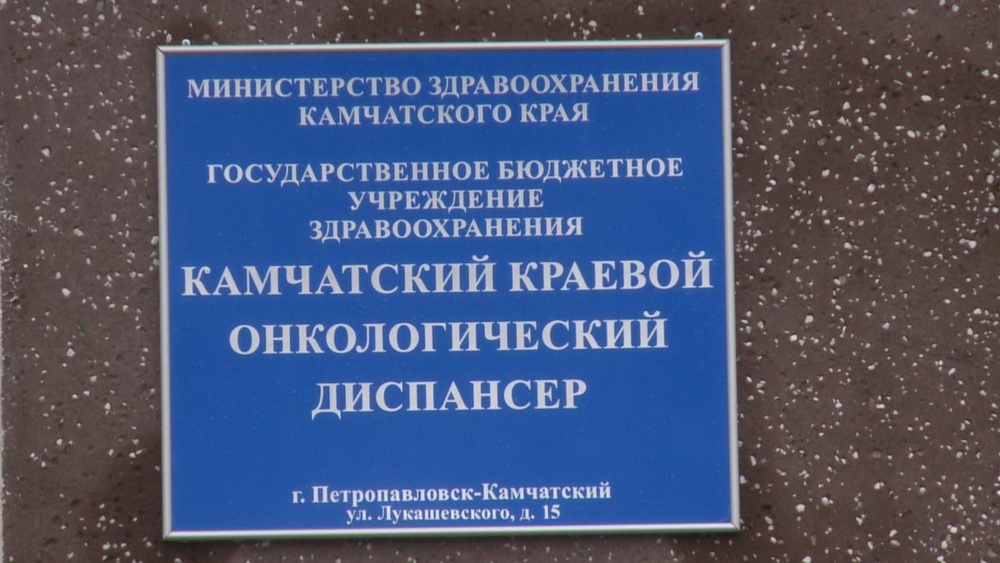 МИНИСТЕРСТВО ЗДРАВООХРАНЕНИЯ
КАМЧАТСКОГО КРАЯ
ГОСУДАРСТВЕННОЕ БЮДЖЕТНОЕ
УЧРЕЖДЕНИЕ
ЗДРАВООХРАНЕНИЯ
КАМЧАТСКИЙ КРАЕВОЙ
ОНКОЛОГИЧЕСКИЙ
ДИСПАНСЕР
г. Петропавловск-Камчатский
ул. Лукашевского, д. 15